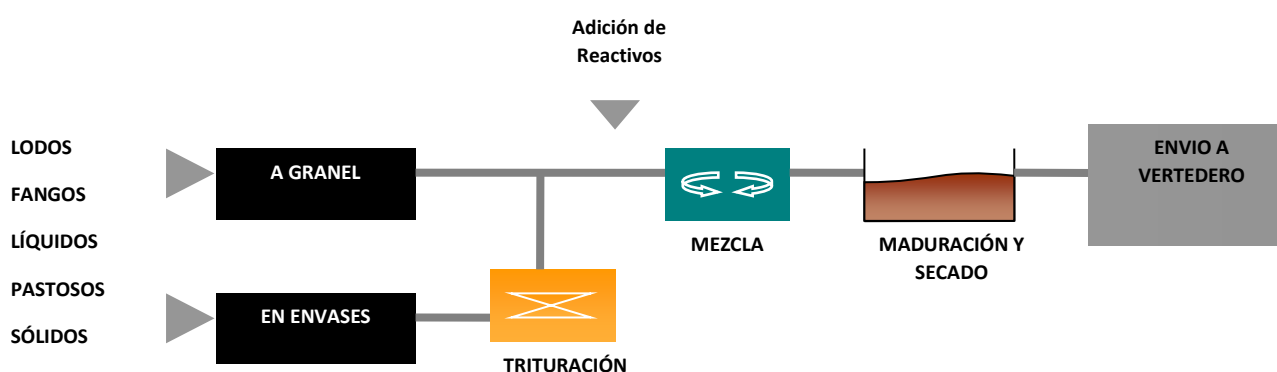 Adición de
Reactivos
LODOS
FANGOS
LÍQUIDOS
PASTOSOS
SÓLIDOS
A GRANEL
EN ENVASES
TRITURACIÓN
MEZCLA
MADURACIÓN Y
SECADO
ENVIO A
VERTEDERO